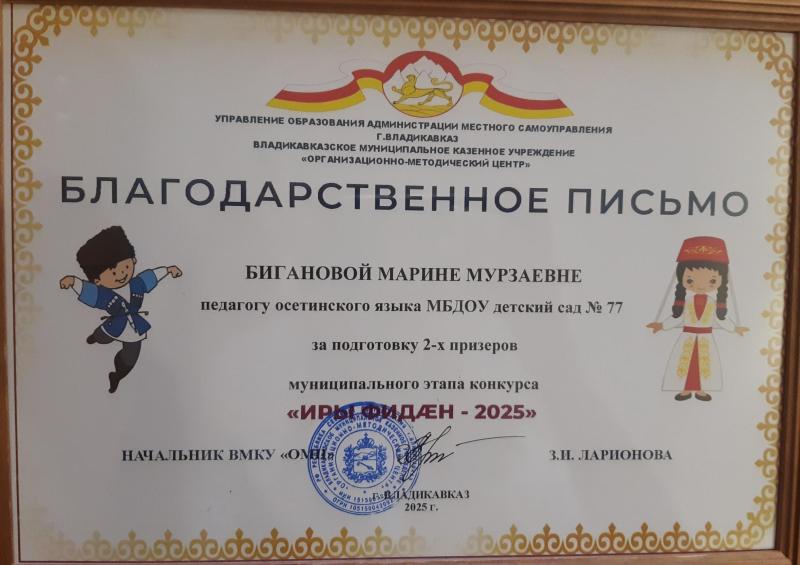 УПРАВЛЕНИЕ ОБРАЗОВАНИЯ АДМИНИСТРАЦИИ МЕСТНОГО САМОУПРАВЛЕНИЯ
Г.ВЛАДИКАВКАЗ
ВЛАДИКАВКАЗСКОЕ МУНИЦИПАЛЬНОЕ КАЗЕННОЕ УЧРЕЖДЕНИЕ
«ОРГАНИЗАЦИОННО-МЕТОДИЧЕСКИЙ ЦЕНТР»
БЛАГОДАРСТВЕННОЕ ПИСЬМО
БИГАНОВОЙ МАРИНЕ МУРЗАЕВНЕ
педагогу осетинского языка МБДОУ детский сад № 77
за подготовку 2-х призеров
муниципального этапа конкурса
«ИРЫ ФИДÆН - 2025»
НАЧАЛЬНИК ВМКУ «ОМЦ»
З.Н. ЛАРИОНОВА
Г. ВЛАДИКАВКАЗ
2025 г.